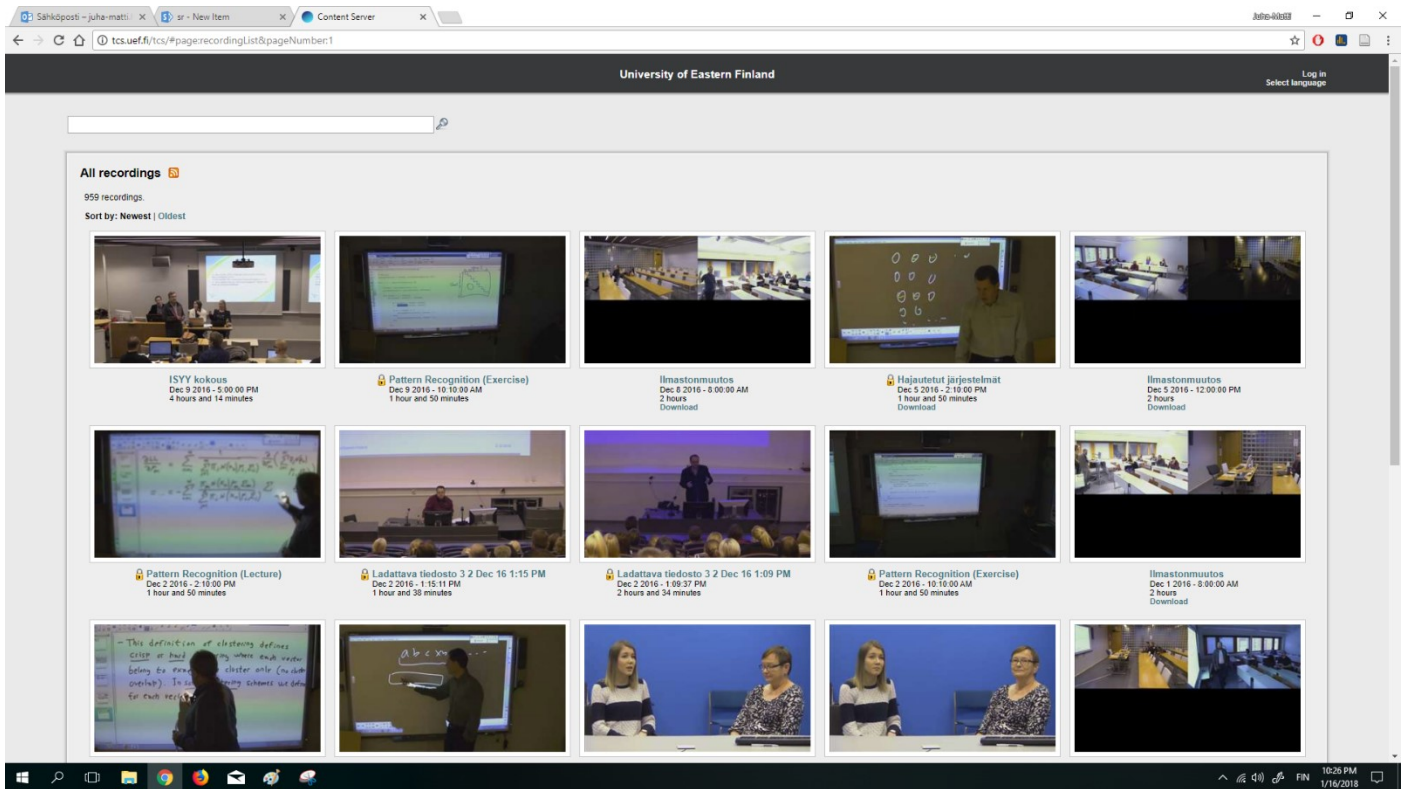 Sähköposti – juha-matti
sr - New Item
Content Server
Juha-Matti
tcs.uef.fi/tcs/#page:recordingList&pageNumber:1
University of Eastern Finland
Log in
Select language
All recordings
959 recordings.
Sort by: Newest | Oldest
ISYY kokous
Dec 9 2016 - 5:00:00 PM
4 hours and 14 minutes
Pattern Recognition (Exercise)
Dec 9 2016 - 10:10:00 AM
1 hour and 50 minutes
Ilmastonmuutos
Dec 8 2016 - 8:00:00 AM
2 hours
Download
Hajautetut järjestelmät
Dec 5 2016 - 2:10:00 PM
1 hour and 50 minutes
Download
Ilmastonmuutos
Dec 5 2016 - 12:00:00 PM
2 hours
Download
Pattern Recognition (Lecture)
Dec 2 2016 - 2:10:00 PM
1 hour and 50 minutes
Ladattava tiedosto 3 2 Dec 16 1:15 PM
Dec 2 2016 - 1:15:11 PM
1 hour and 38 minutes
Ladattava tiedosto 3 2 Dec 16 1:09 PM
Dec 2 2016 - 1:09:37 PM
2 hours and 34 minutes
Pattern Recognition (Exercise)
Dec 2 2016 - 10:10:00 AM
1 hour and 50 minutes
Ilmastonmuutos
Dec 1 2016 - 8:00:00 AM
2 hours
Download
- This definition of clustering defines
crisp or hard where each vector
belong to cluster only (no
overlap). In schemes we
for each
a b c x
FIN
10:26 PM
1/16/2018